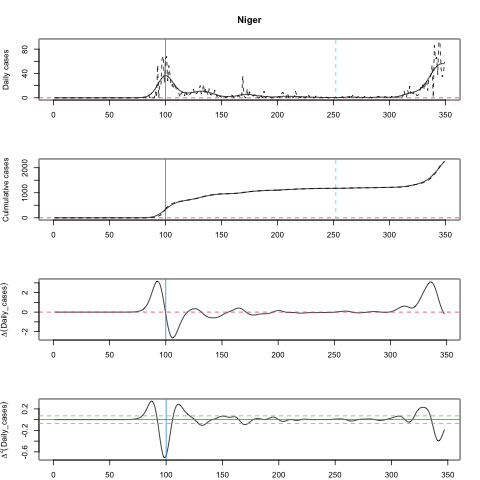 Niger
Daily cases
0 40 80
0 50 100 150 200 250 300 350
Culmulative cases
0 1000 2000
0 50 100 150 200 250 300 350
Δ(Daily_cases)
-2 0 2
0 50 100 150 200 250 300 350
Δ²(Daily_cases)
-0.6 -0.2 0.2
0 50 100 150 200 250 300 350